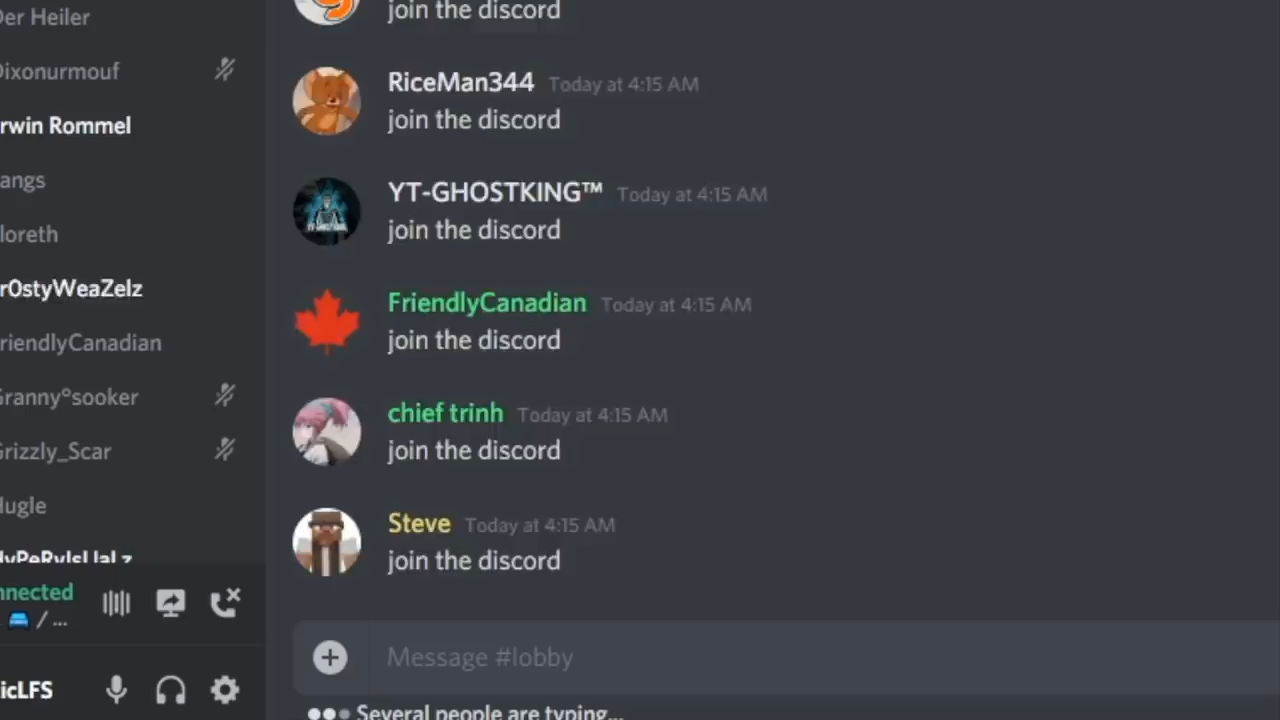 Der Heiler
Dixonurmouf
rwin Rommel
angs
loreth
r0styWeaZelz
riendlyCanadian
Granny°sooker
Grizzly_Scar
Hugle
nnected
/ ...
icLFS
join the discord
RiceMan344 Today at 4:15 AM
join the discord
YT-GHOSTKING™ Today at 4:15 AM
join the discord
FriendlyCanadian Today at 4:15 AM
join the discord
chief trinh Today at 4:15 AM
join the discord
Steve Today at 4:15 AM
join the discord
Message #lobby
Several people are typing...